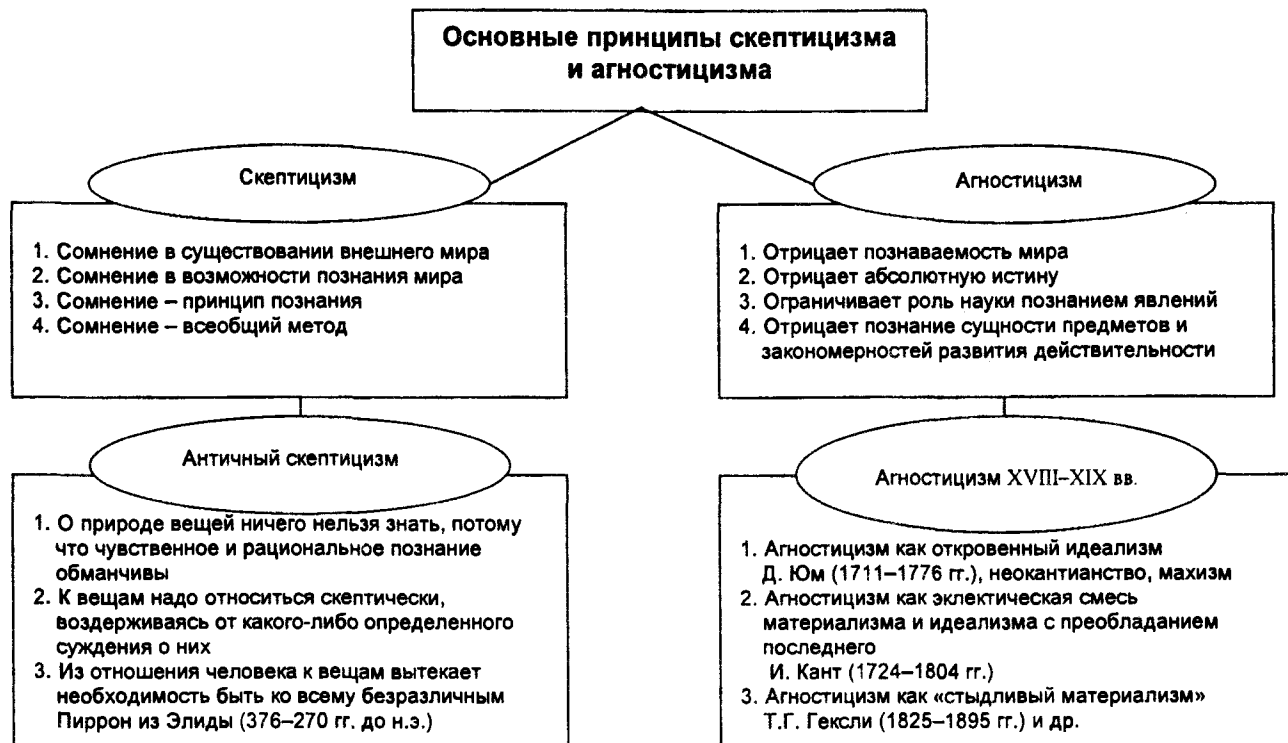 Основные принципы скептицизма
и агностицизма
Скептицизм
1. Сомнение в существовании внешнего мира
2. Сомнение в возможности познания мира
3. Сомнение – принцип познания
4. Сомнение – всеобщий метод
Агностицизм
1. Отрицает познаваемость мира
2. Отрицает абсолютную истину
3. Ограничивает роль науки познанием явлений
4. Отрицает познание сущности предметов и
закономерностей развития действительности
Античный скептицизм
1. О природе вещей ничего нельзя знать, потому
что чувственное и рациональное познание
обманчивы
2. К вещам надо относиться скептически,
воздерживаясь от какого-либо определенного
суждения о них
3. Из отношения человека к вещам вытекает
необходимость быть ко всему безразличным
Пиррон из Элиды (376–270 гг. до н.э.)
Агностицизм XVIII–XIX вв.
1. Агностицизм как откровенный идеализм
Д. Юм (1711–1776 гг.), неокантианство, махизм
2. Агностицизм как эклектическая смесь
материализма и идеализма с преобладанием
последнего
И. Кант (1724–1804 гг.)
3. Агностицизм как «стыдливый материализм»
Т.Г. Гексли (1825–1895 гг.) и др.